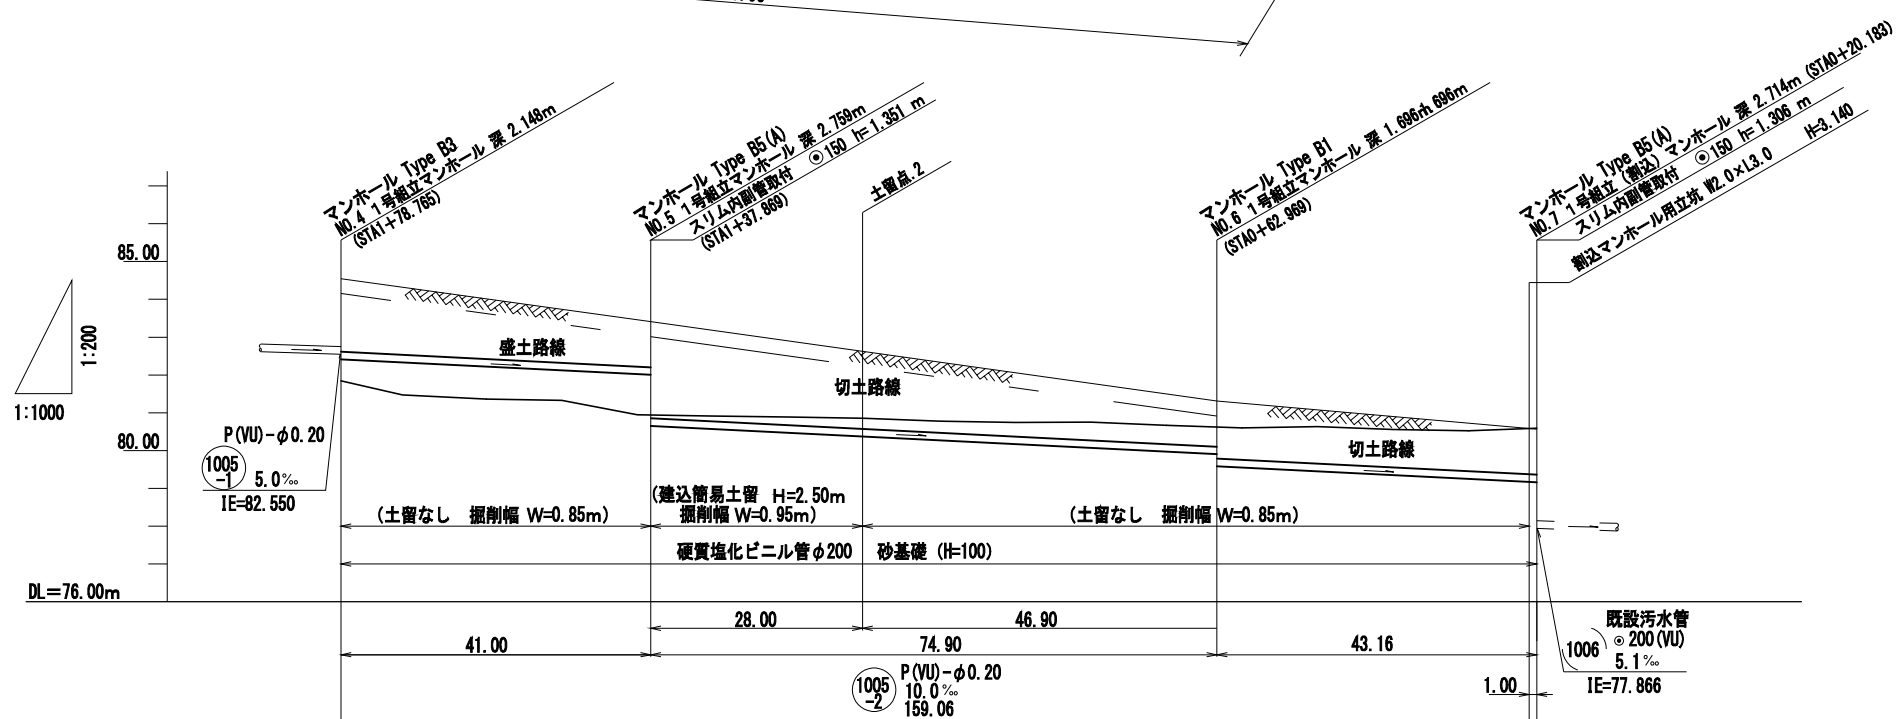 マンホール Type B3
NO.4 1号組立マンホール 深 2.148m
(STA1+78.765)
マンホール Type B5(A)
NO.5 1号組立マンホール 深 2.759m
スリム内副管取付 ◉150 h=1.351 m
(STA1+37.869)
土留点.2
マンホール Type B1
NO.6 1号組立マンホール 深 1.696m
(STA0+62.969)
マンホール Type B5(A)
NO.7 1号組立(割込)マンホール 深 2.714m (STA0+20.183)
スリム内副管取付 ◉150 h=1.306 m
割込マンホール用立坑 W2.0×L3.0 H=3.140
85.00
1:200
1:1000
盛土路線
切土路線
切土路線
80.00
P(VU)-φ0.20
1005
-1
5.0‰
IE=82.550
(土留なし 掘削幅 W=0.85m)
(建込簡易土留 H=2.50m
掘削幅 W=0.95m)
(土留なし 掘削幅 W=0.85m)
硬質塩化ビニル管φ200 砂基礎 (H=100)
DL=76.00m
28.00
46.90
41.00
74.90
43.16
既設汚水管
1006
◉200(VU)
5.1‰
IE=77.866
1.00
1005
-2
P(VU)-φ0.20
10.0‰
159.06